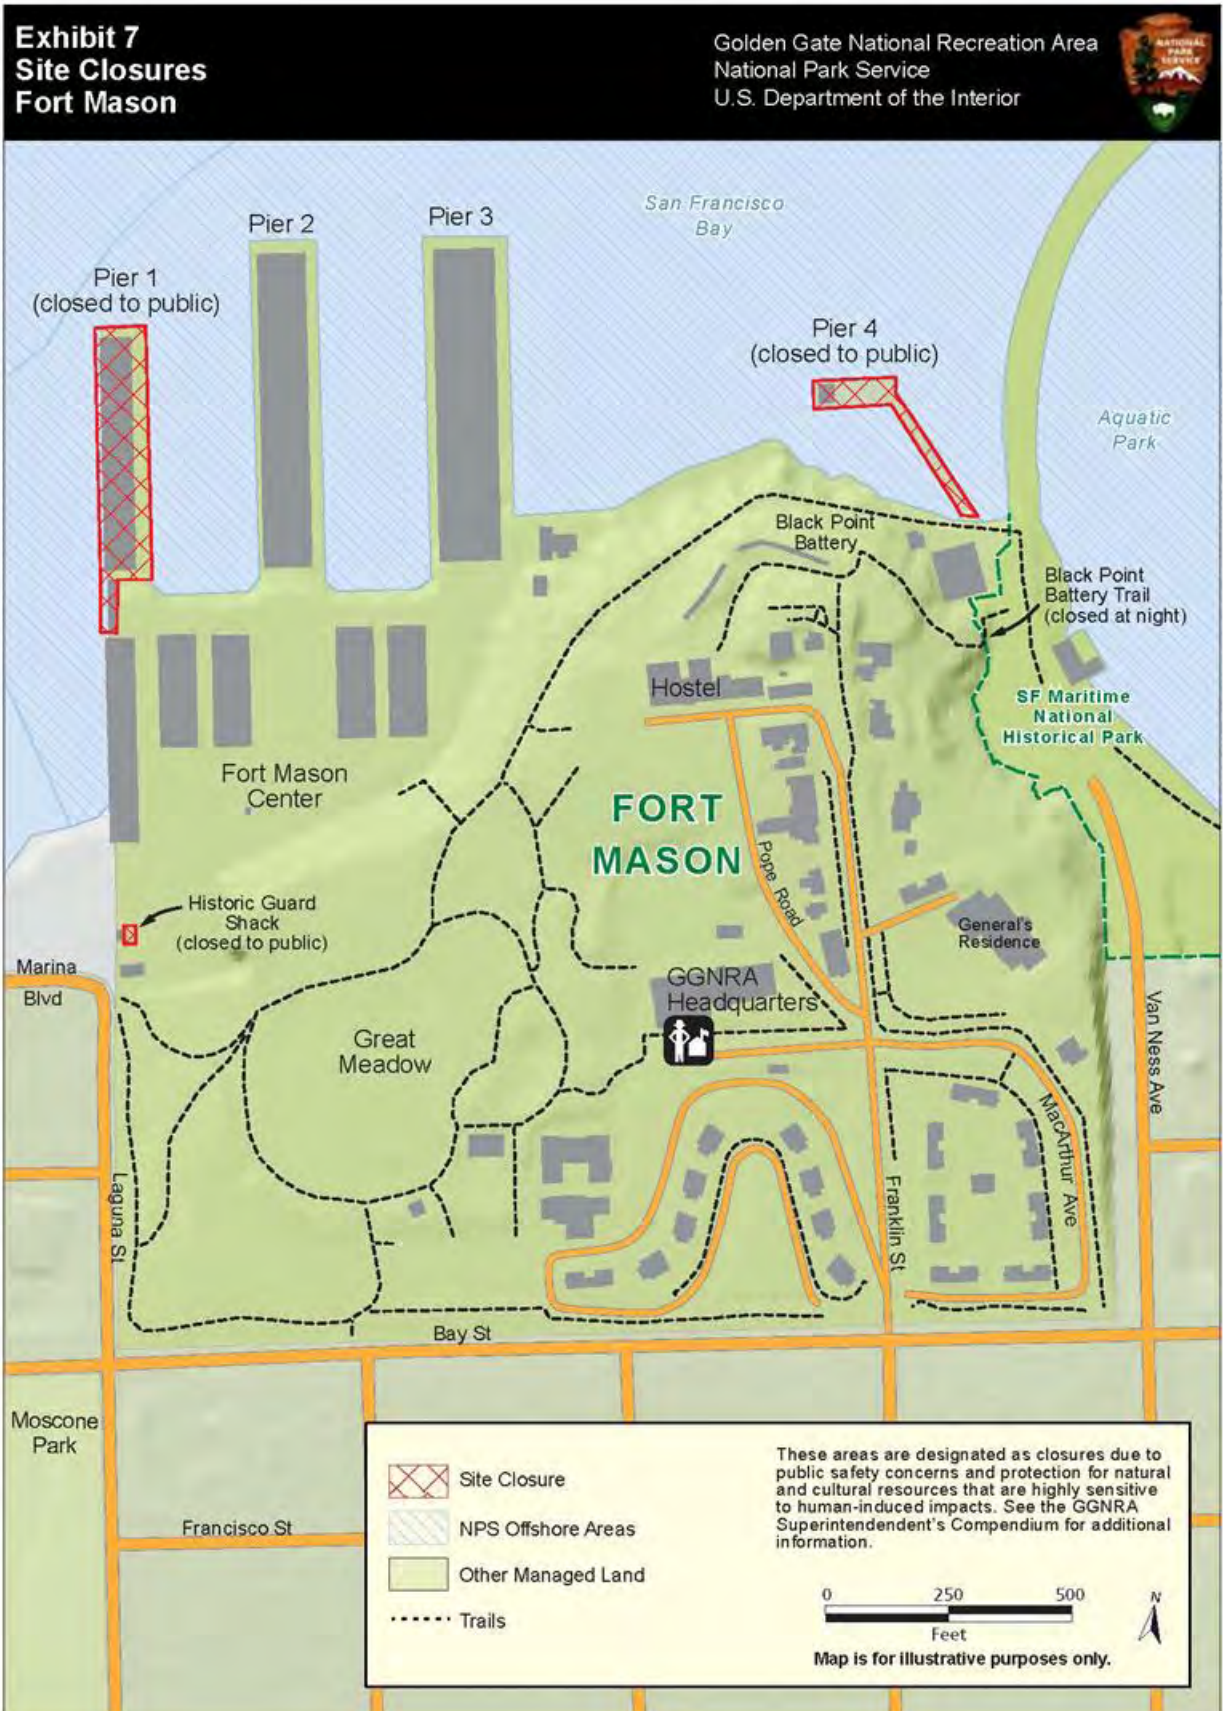 Exhibit 7
Site Closures
Fort Mason
Golden Gate National Recreation Area
National Park Service
U.S. Department of the Interior
NATIONAL
PARK
SERVICE
San Francisco
Bay
Pier 3
Pier 2
Pier 1
(closed to public)
Pier 4
(closed to public)
Aquatic
Park
Black Point
Battery
Black Point
Battery Trail
(closed at night)
Hostel
SF Maritime
National
Historical Park
Fort Mason
Center
FORT
MASON
Pope Road
Historic Guard
Shack
(closed to public)
General's
Residence
Marina
Blvd
GGNRA
Headquarters
Great
Meadow
Van Ness Ave
MacArthur Ave
Laguna St
Franklin St
Bay St
Moscone
Park
Francisco St
Site Closure
NPS Offshore Areas
Other Managed Land
Trails
These areas are designated as closures due to
public safety concerns and protection for natural
and cultural resources that are highly sensitive
to human-induced impacts. See the GGNRA
Superintendendent's Compendium for additional
information.
0 250 500
Feet
N
Map is for illustrative purposes only.